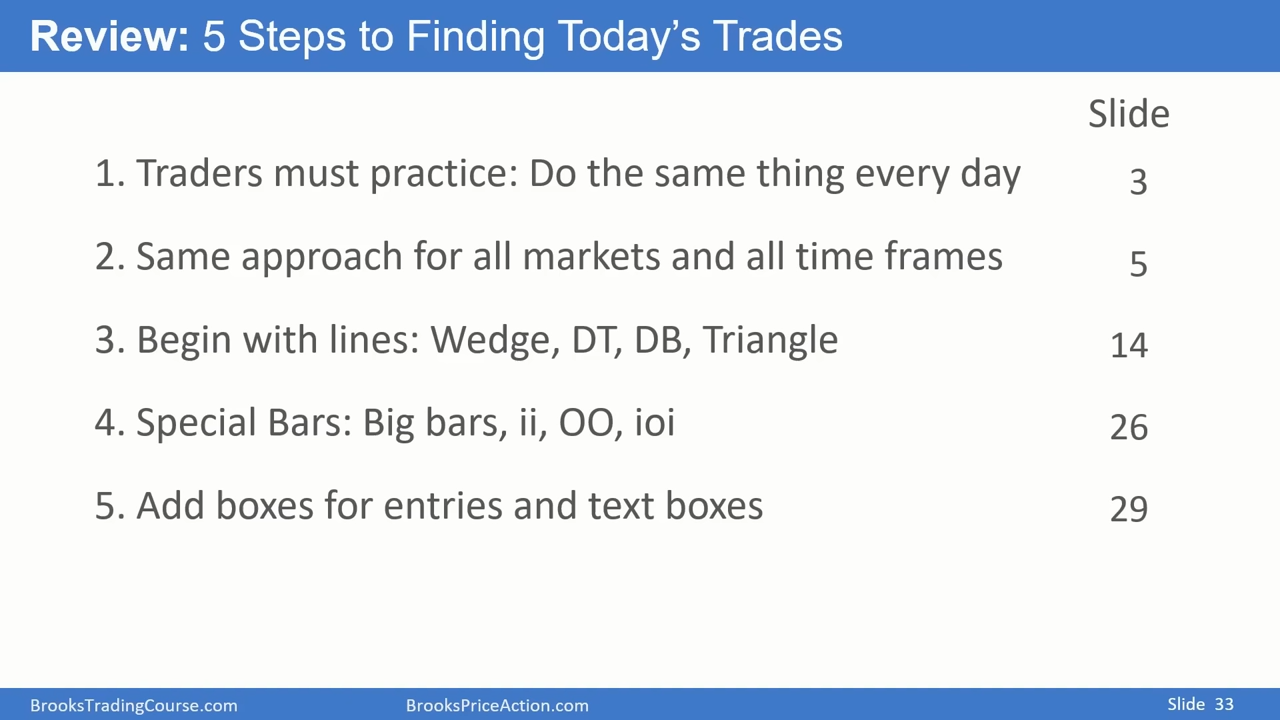 Review: 5 Steps to Finding Today's Trades
Slide
1. Traders must practice: Do the same thing every day 3
2. Same approach for all markets and all time frames 5
3. Begin with lines: Wedge, DT, DB, Triangle 14
4. Special Bars: Big bars, ii, OO, ioi 26
5. Add boxes for entries and text boxes 29
BrooksTradingCourse.com BrooksPriceAction.com Slide 33